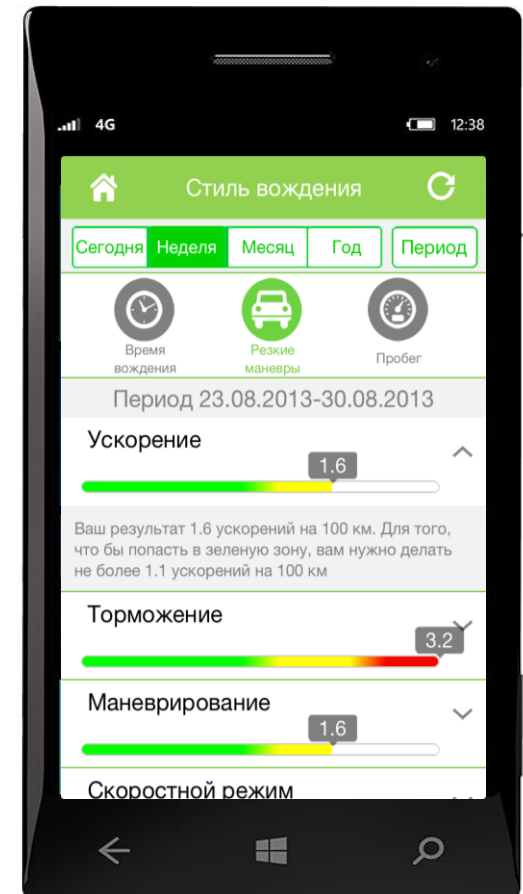 4G 12:38
Стиль вождения
Сегодня Неделя Месяц Год Период
Время вождения
Резкие маневры
Пробег
Период 23.08.2013-30.08.2013
Ускорение
1.6
Ваш результат 1.6 ускорений на 100 км. Для того,
что бы попасть в зеленую зону, вам нужно делать
не более 1.1 ускорений на 100 км
Торможение
3.2
Маневрирование
1.6
Скоростной режим